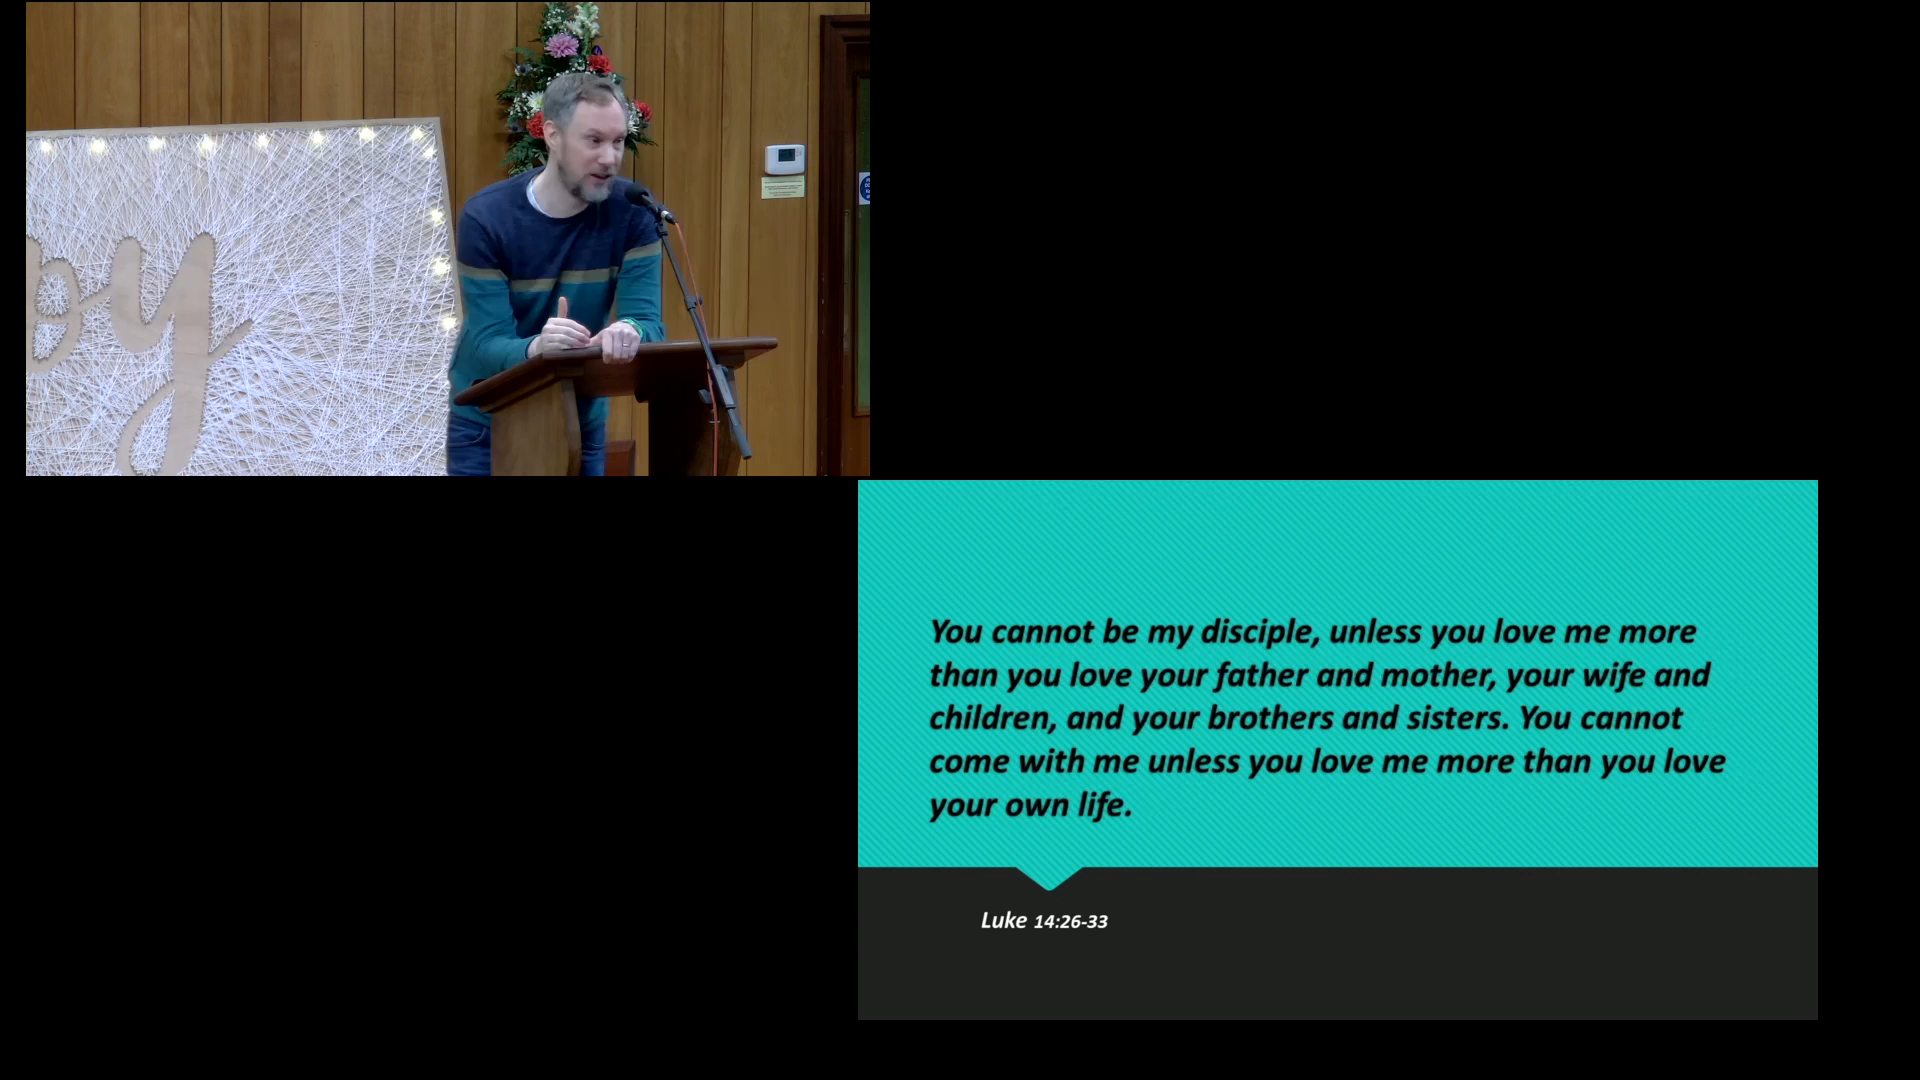 oy
You cannot be my disciple, unless you love me more
than you love your father and mother, your wife and
children, and your brothers and sisters. You cannot
come with me unless you love me more than you love
your own life.
Luke 14:26-33